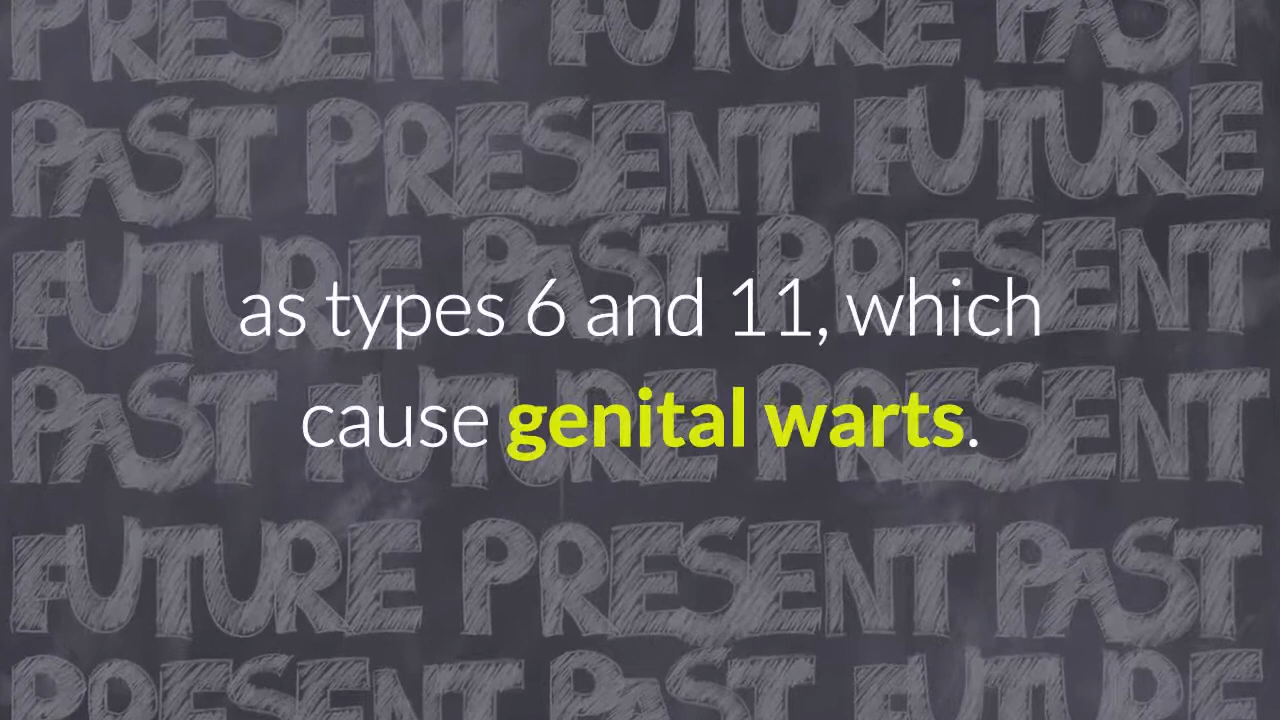 PRESENT FUTURE PAST
PAST PRESENT FUTURE
FUTURE PAST PRESENT
as types 6 and 11, which
PAST FUTURE PRESENT
cause genital warts.
FUTURE PRESENT PAST
PRESENT PAST FUTURE